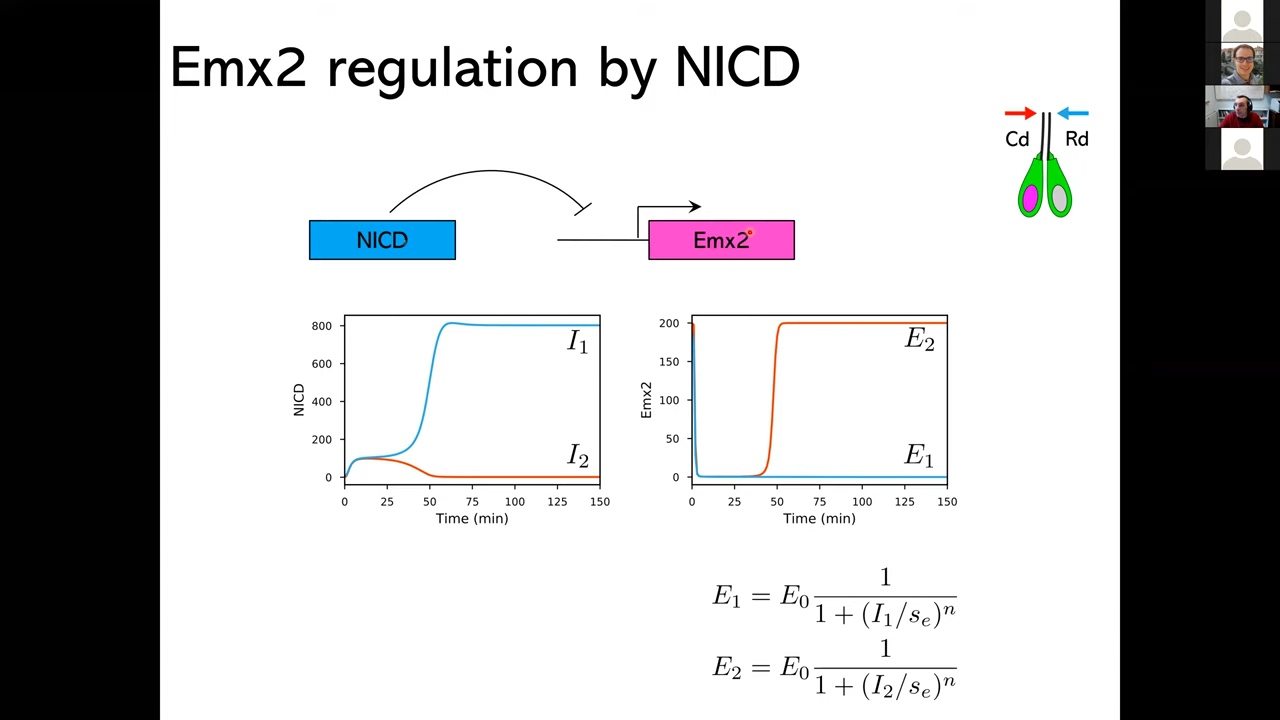 Emx2 regulation by NICD
Cd Rd
NICD Emx2
800
600
400
200
0
NICD
I₁
I₂
0 25 50 75 100 125 150
Time (min)
200
150
100
50
0
Emx2
E₂
E₁
0 25 50 75 100 125 150
Time (min)
E₁ = E₀ 1 / 1 + (I₁/sₑ)ⁿ
E₂ = E₀ 1 / 1 + (I₂/sₑ)ⁿ